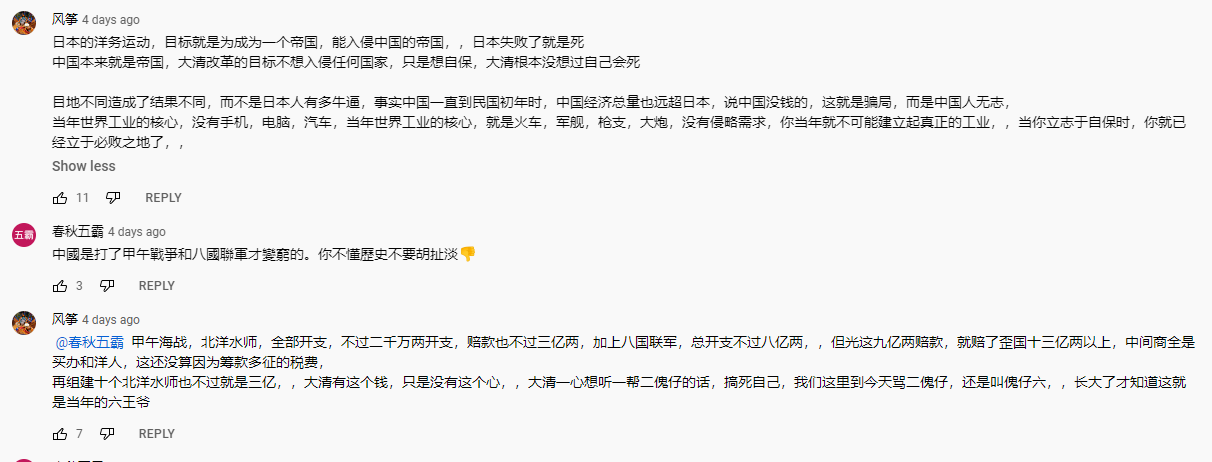 风筝 4 days ago
日本的洋务运动，目标就是为成为一个帝国，能入侵中国的帝国，，日本失败了就是死
中国本来就是帝国，大清改革的目标不想入侵任何国家，只是想自保，大清根本没想过自己会死
目地不同造成了结果不同，而不是日本人有多牛逼，事实中国一直到民国初年时，中国经济总量也远超日本，说中国没钱的，这就是骗局，而是中国人无志，
当年世界工业的核心，没有手机，电脑，汽车，当年世界工业的核心，就是火车，军舰，枪支，大炮，没有侵略需求，你当年就不可能建立起真正的工业，，当你立志于自保时，你就已
经立于必败之地了，，
Show less
11 REPLY
五霸
春秋五霸 4 days ago
中國是打了甲午戰爭和八國聯軍才變窮的。你不懂歷史不要胡扯淡👎
3 REPLY
风筝 4 days ago
@春秋五霸 甲午海战，北洋水师，全部开支，不过二千万两开支，赔款也不过三亿两，加上八国联军，总开支不过八亿两，，但光这九亿两赔款，就赔了歪国十三亿两以上，中间商全是
买办和洋人，这还没算因为筹款多征的税费，
再组建十个北洋水师也不过就是三亿，，大清有这个钱，只是没有这个心，，大清一心想听一帮二傀仔的话，搞死自己，我们这里到今天骂二傀仔，还是叫傀仔六，，长大了才知道这就
是当年的六王爷
7 REPLY